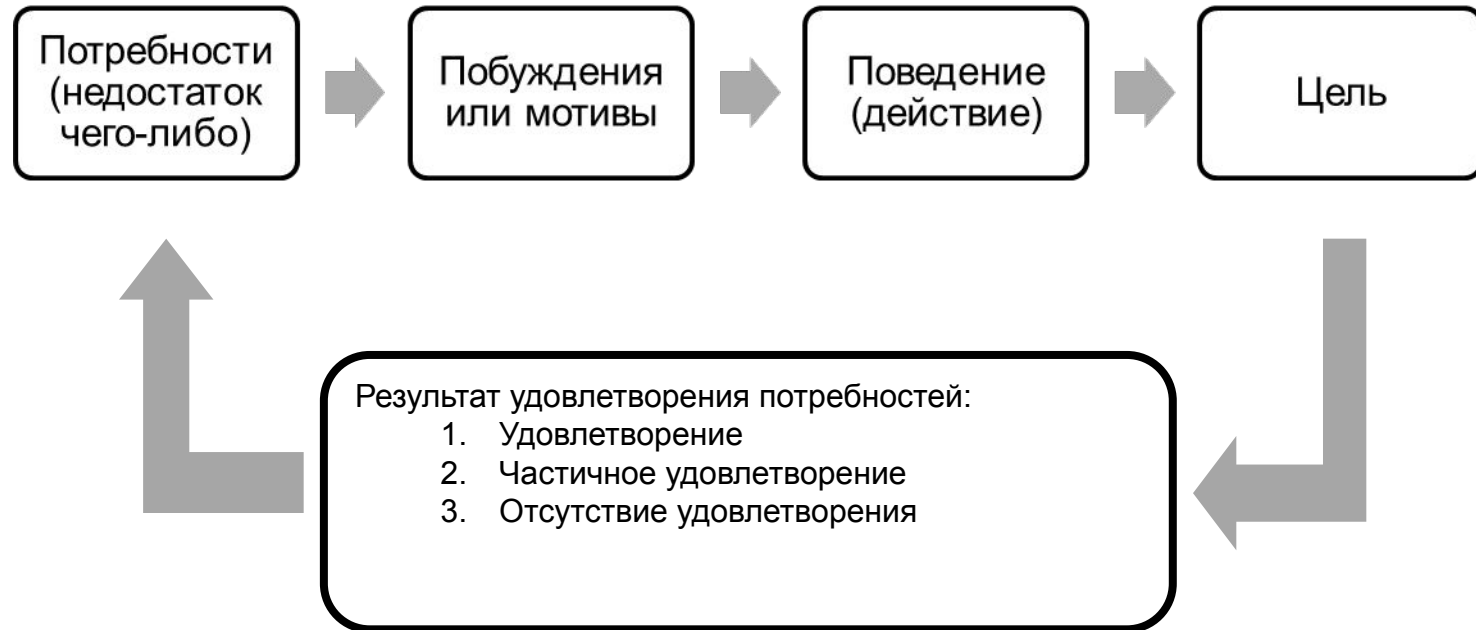 Потребности
(недостаток
чего-либо)
Побуждения
или мотивы
Поведение
(действие)
Цель
Результат удовлетворения потребностей:
1. Удовлетворение
2. Частичное удовлетворение
3. Отсутствие удовлетворения